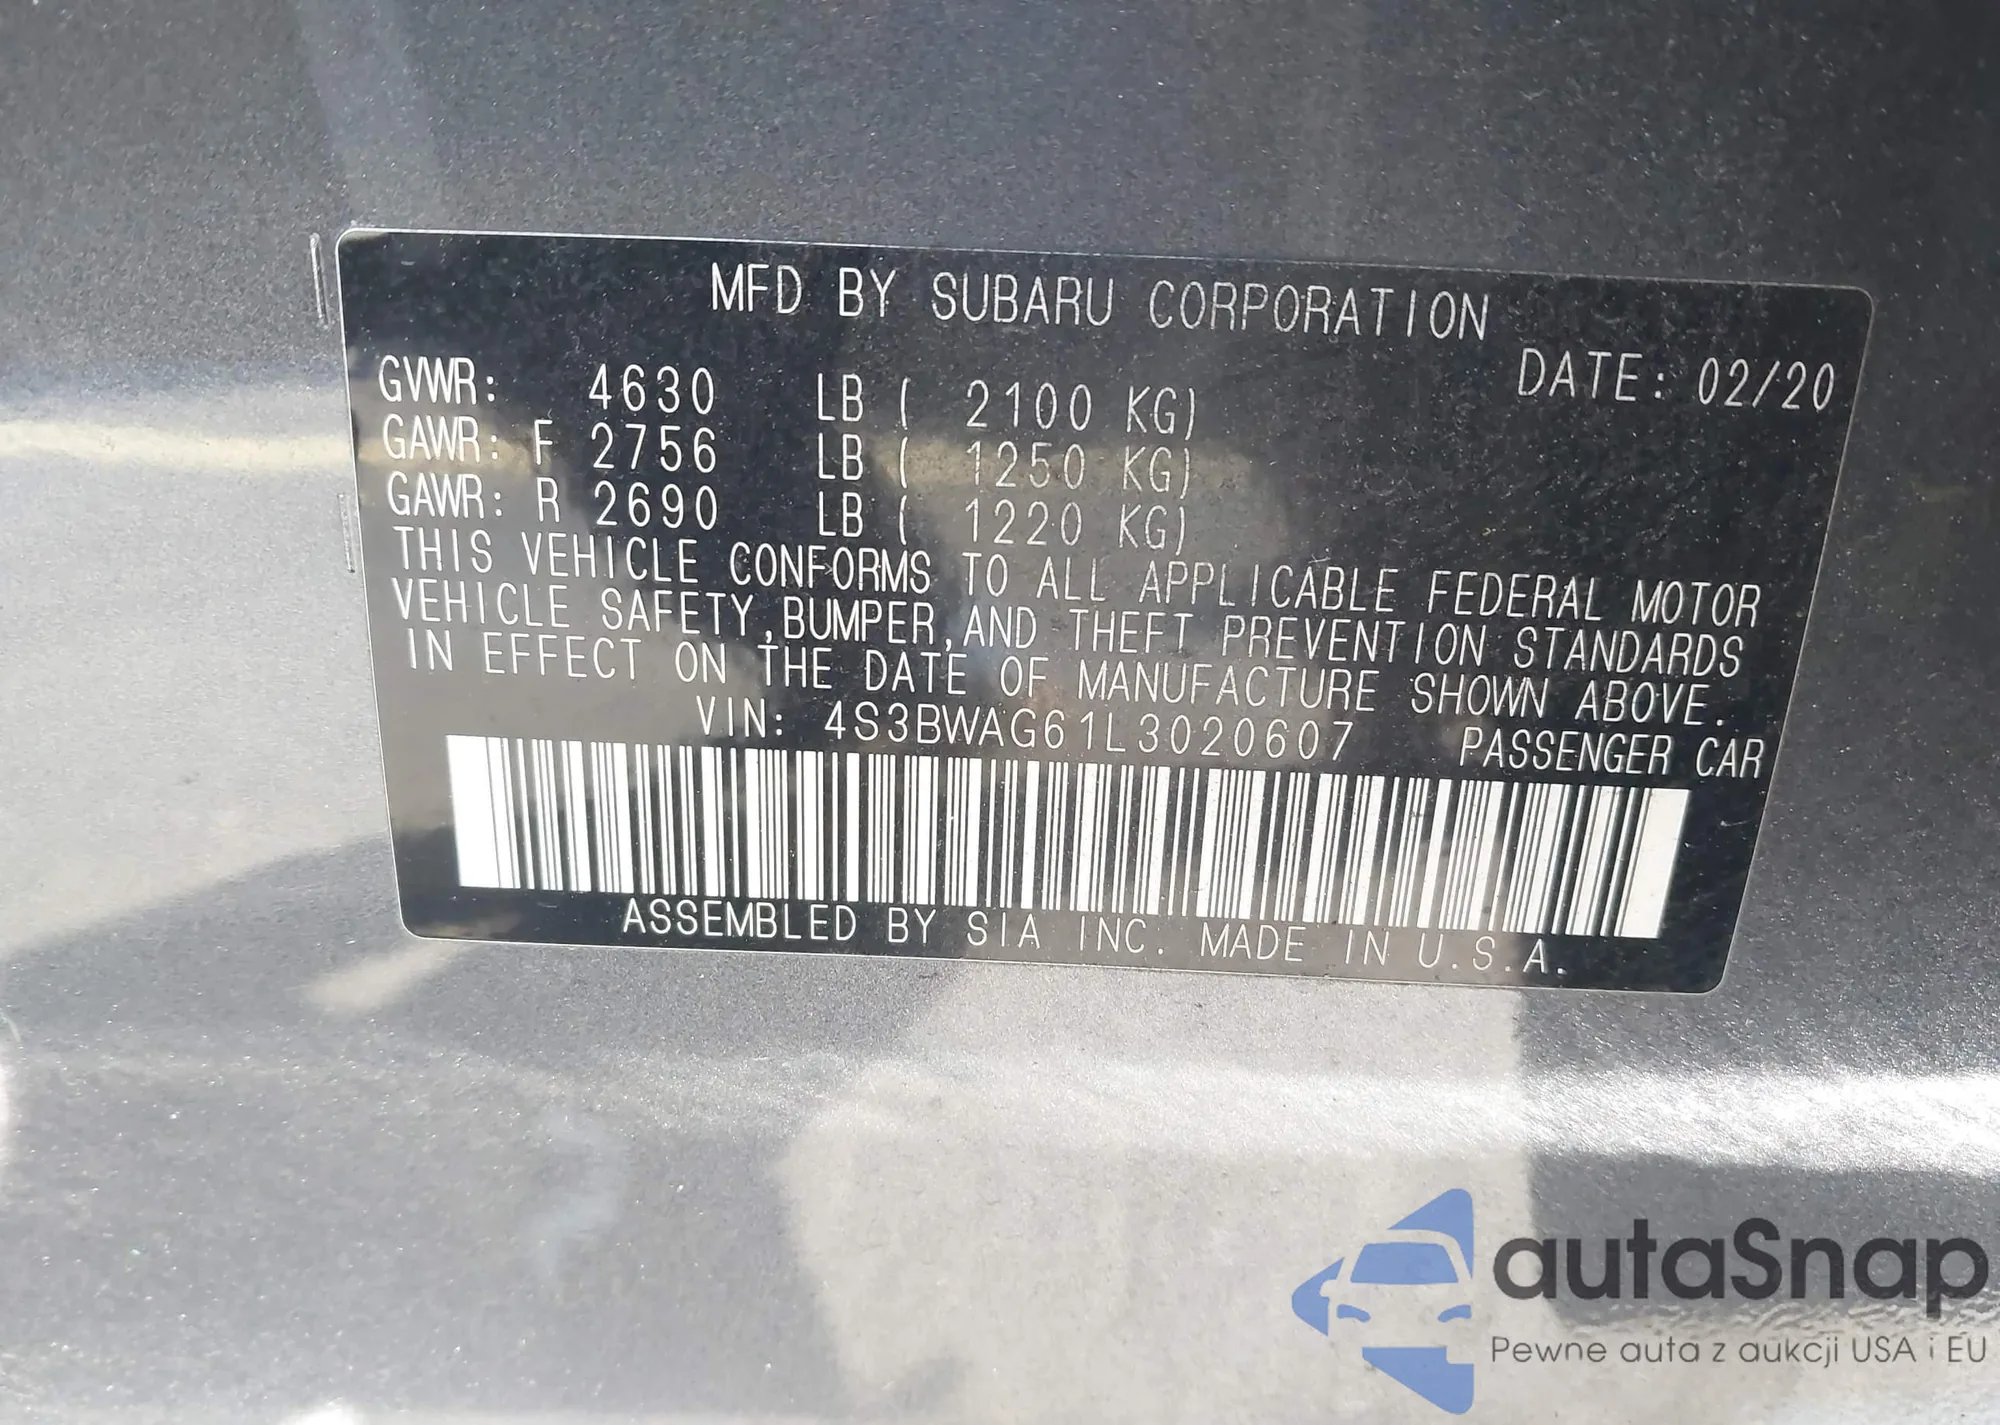 MFD BY SUBARU CORPORATION
DATE: 02/20
GVWR: 4630 LB ( 2100 KG)
GAWR: F 2756 LB ( 1250 KG)
GAWR: R 2690 LB ( 1220 KG)
THIS VEHICLE CONFORMS TO ALL APPLICABLE FEDERAL MOTOR
VEHICLE SAFETY,BUMPER,AND THEFT PREVENTION STANDARDS
IN EFFECT ON THE DATE OF MANUFACTURE SHOWN ABOVE.
VIN: 4S3BWAG61L3020607 PASSENGER CAR
ASSEMBLED BY SIA INC. MADE IN U.S.A.
autaSnap
Pewne auta z aukcji USA i EU